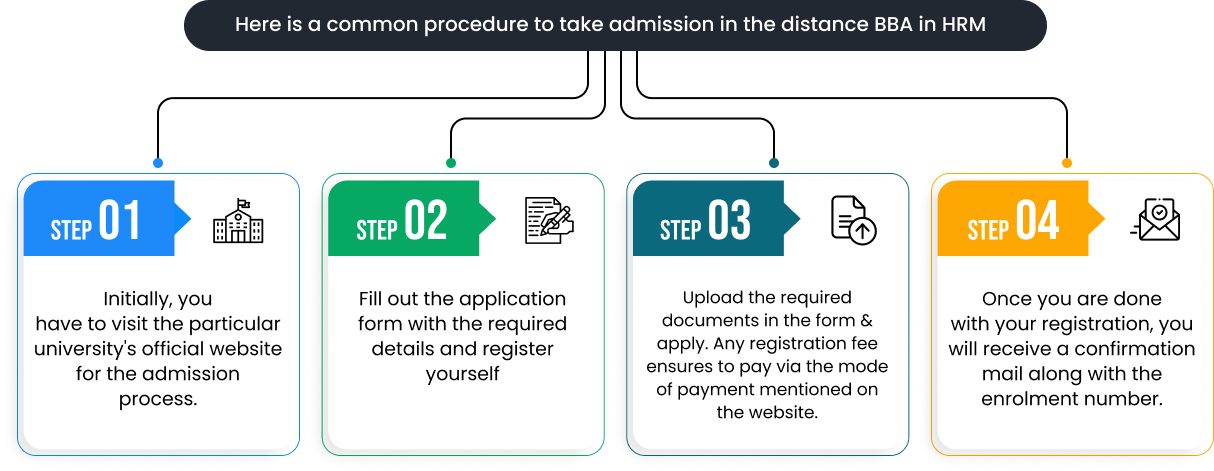 Here is a common procedure to take admission in the distance BBA in HRM
STEP 01
Initially, you
have to visit the particular
university's official website
for the admission
process.
STEP 02
Fill out the application
form with the required
details and register
yourself
STEP 03
Upload the required
documents in the form &
apply. Any registration fee
ensures to pay via the mode
of payment mentioned on
the website.
STEP 04
Once you are done
with your registration, you
will receive a confirmation
mail along with the
enrolment number.